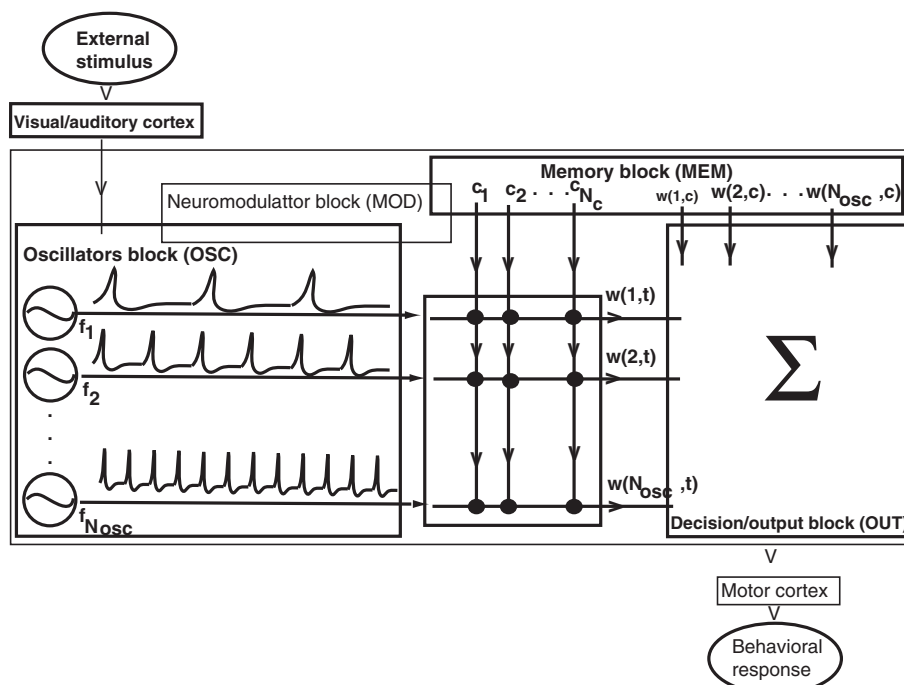 External
stimulus
Visual/auditory cortex
Memory block (MEM)
c1 c2 . . . cNc
w(1,c) w(2,c) . . . w(Nosc ,c)
Neuromodulattor block (MOD)
Oscillators block (OSC)
f1
w(1,t)
f2
w(2,t)
.
.
.
Σ
fNosc
w(Nosc ,t)
Decision/output block (OUT)
Motor cortex
Behavioral
response